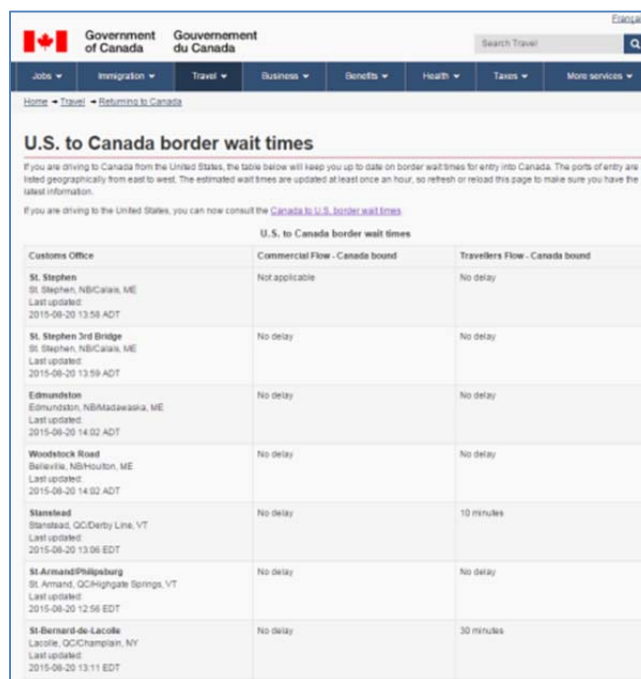 Françai
Government of Canada
Gouvernement du Canada
Search Travel
Jobs
Immigration
Travel
Business
Benefits
Health
Taxes
More services
Home → Travel → Returning to Canada
U.S. to Canada border wait times
If you are driving to Canada from the United States, the table below will keep you up to date on border wait times for entry into Canada. The ports of entry are
listed geographically from east to west. The estimated wait times are updated at least once an hour, so refresh or reload this page to make sure you have the
latest information.
If you are driving to the United States, you can now consult the Canada to U.S. border wait times
U.S. to Canada border wait times
Customs Office
Commercial Flow - Canada bound
Travellers Flow - Canada bound
St. Stephen
St. Stephen, NB/Calais, ME
Last updated:
2015-08-20 13:58 ADT
Not applicable
No delay
St. Stephen 3rd Bridge
St. Stephen, NB/Calais, ME
Last updated:
2015-08-20 13:59 ADT
No delay
No delay
Edmundston
Edmundston, NB/Madawaska, ME
Last updated:
2015-08-20 14:02 ADT
No delay
No delay
Woodstock Road
Belleville, NB/Houlton, ME
Last updated:
2015-08-20 14:02 ADT
No delay
No delay
Stanstead
Stanstead, QC/Derby Line, VT
Last updated:
2015-08-20 13:06 EDT
No delay
10 minutes
St-Armand/Philipsburg
St. Armand, QC/Highgate Springs, VT
Last updated:
2015-08-20 12:56 EDT
No delay
No delay
St-Bernard-de-Lacolle
Lacolle, QC/Champlain, NY
Last updated:
2015-08-20 13:11 EDT
No delay
30 minutes